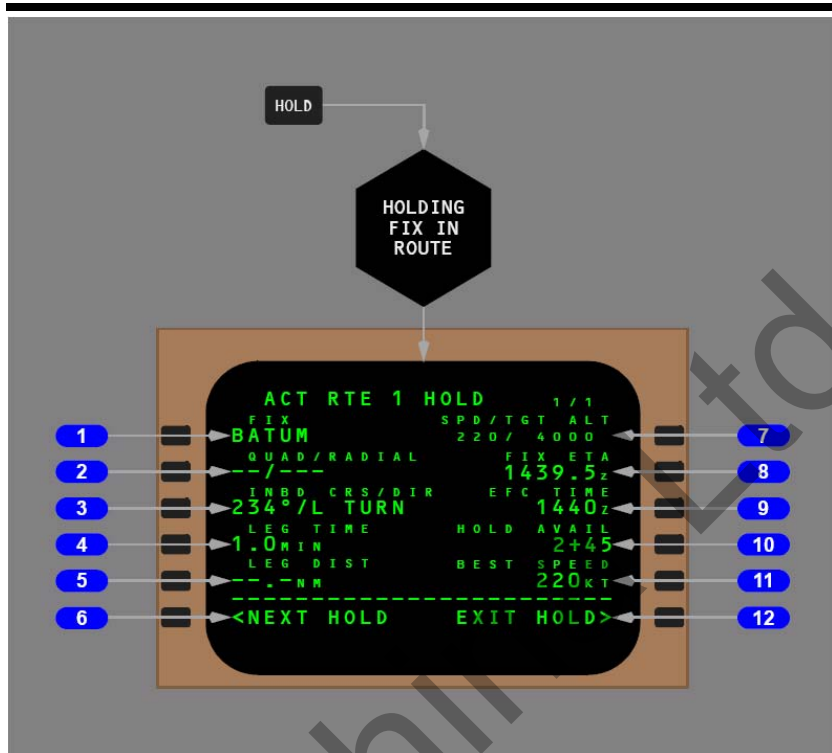 HOLD
HOLDING
FIX IN
ROUTE
ACT RTE 1 HOLD 1/1
FIX SPD/TGT ALT
1 BATUM 220/ 4000 7
QUAD/RADIAL FIX ETA
2 --/--- 1439.5z 8
INBD CRS/DIR EFC TIME
3 234°/L TURN 1440z 9
LEG TIME HOLD AVAIL
4 1.0MIN 2+45 10
LEG DIST BEST SPEED
5 --.-NM 220KT 11
------------------------
6 <NEXT HOLD EXIT HOLD> 12
Ltd